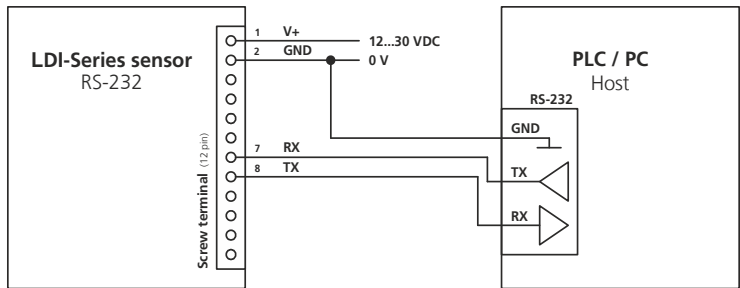 LDI-Series sensor
RS-232
Screw terminal (12 pin)
1 V+
2 GND
12...30 VDC
0 V
7 RX
8 TX
PLC / PC
Host
RS-232
GND
TX
RX